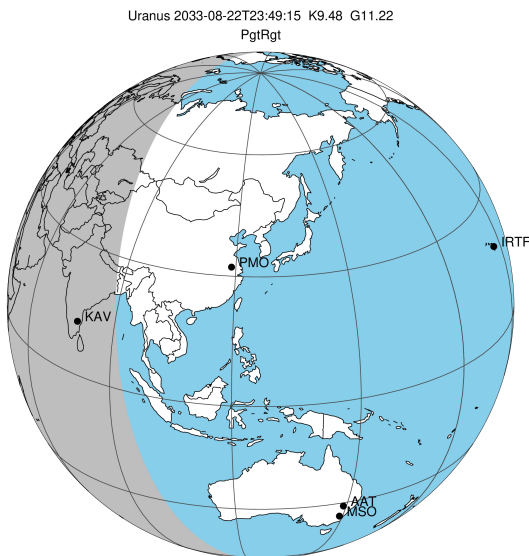 Uranus 2033-08-22T23:49:15 K9.48 G11.22
PgtRgt
IRTF
PMO
KAV
AAT
MSO